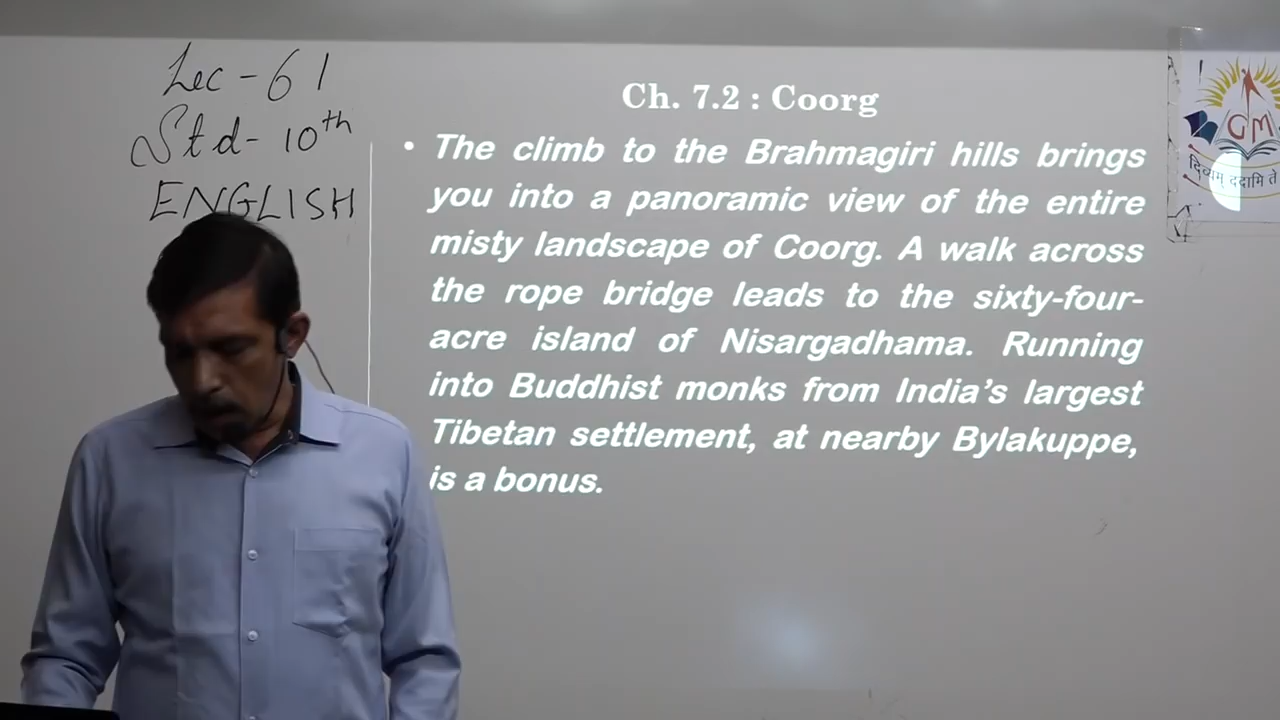 Lec - 61
Std - 10th
ENGLISH
Ch. 7.2 : Coorg
• The climb to the Brahmagiri hills brings
you into a panoramic view of the entire
misty landscape of Coorg. A walk across
the rope bridge leads to the sixty-four-
acre island of Nisargadhama. Running
into Buddhist monks from India's largest
Tibetan settlement, at nearby Bylakuppe,
is a bonus.
GM
दिव्यम् ददामि ते